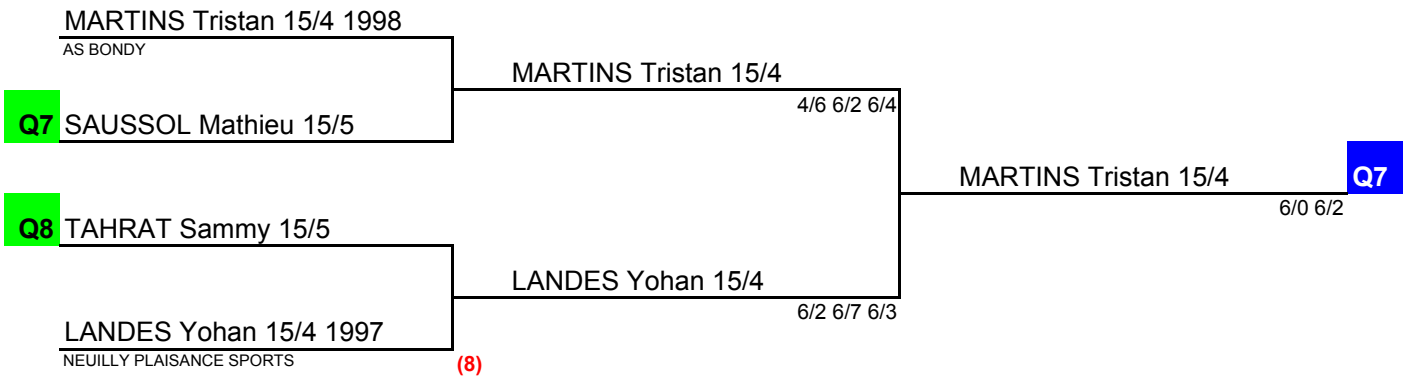 MARTINS Tristan 15/4 1998
AS BONDY
MARTINS Tristan 15/4
4/6 6/2 6/4
Q7 SAUSSOL Mathieu 15/5
MARTINS Tristan 15/4
Q7
6/0 6/2
Q8 TAHRAT Sammy 15/5
LANDES Yohan 15/4
6/2 6/7 6/3
LANDES Yohan 15/4 1997
NEUILLY PLAISANCE SPORTS
(8)